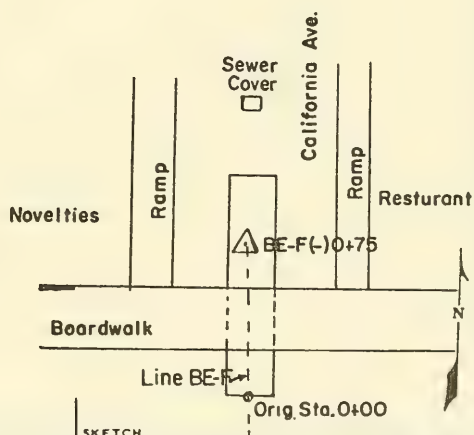 California Ave.
Sewer
Cover
Ramp
Ramp
Novelties
Resturant
BE-F(-)0+75
N
Boardwalk
Line BE-F
Orig. Sta. 0+00
SKETCH